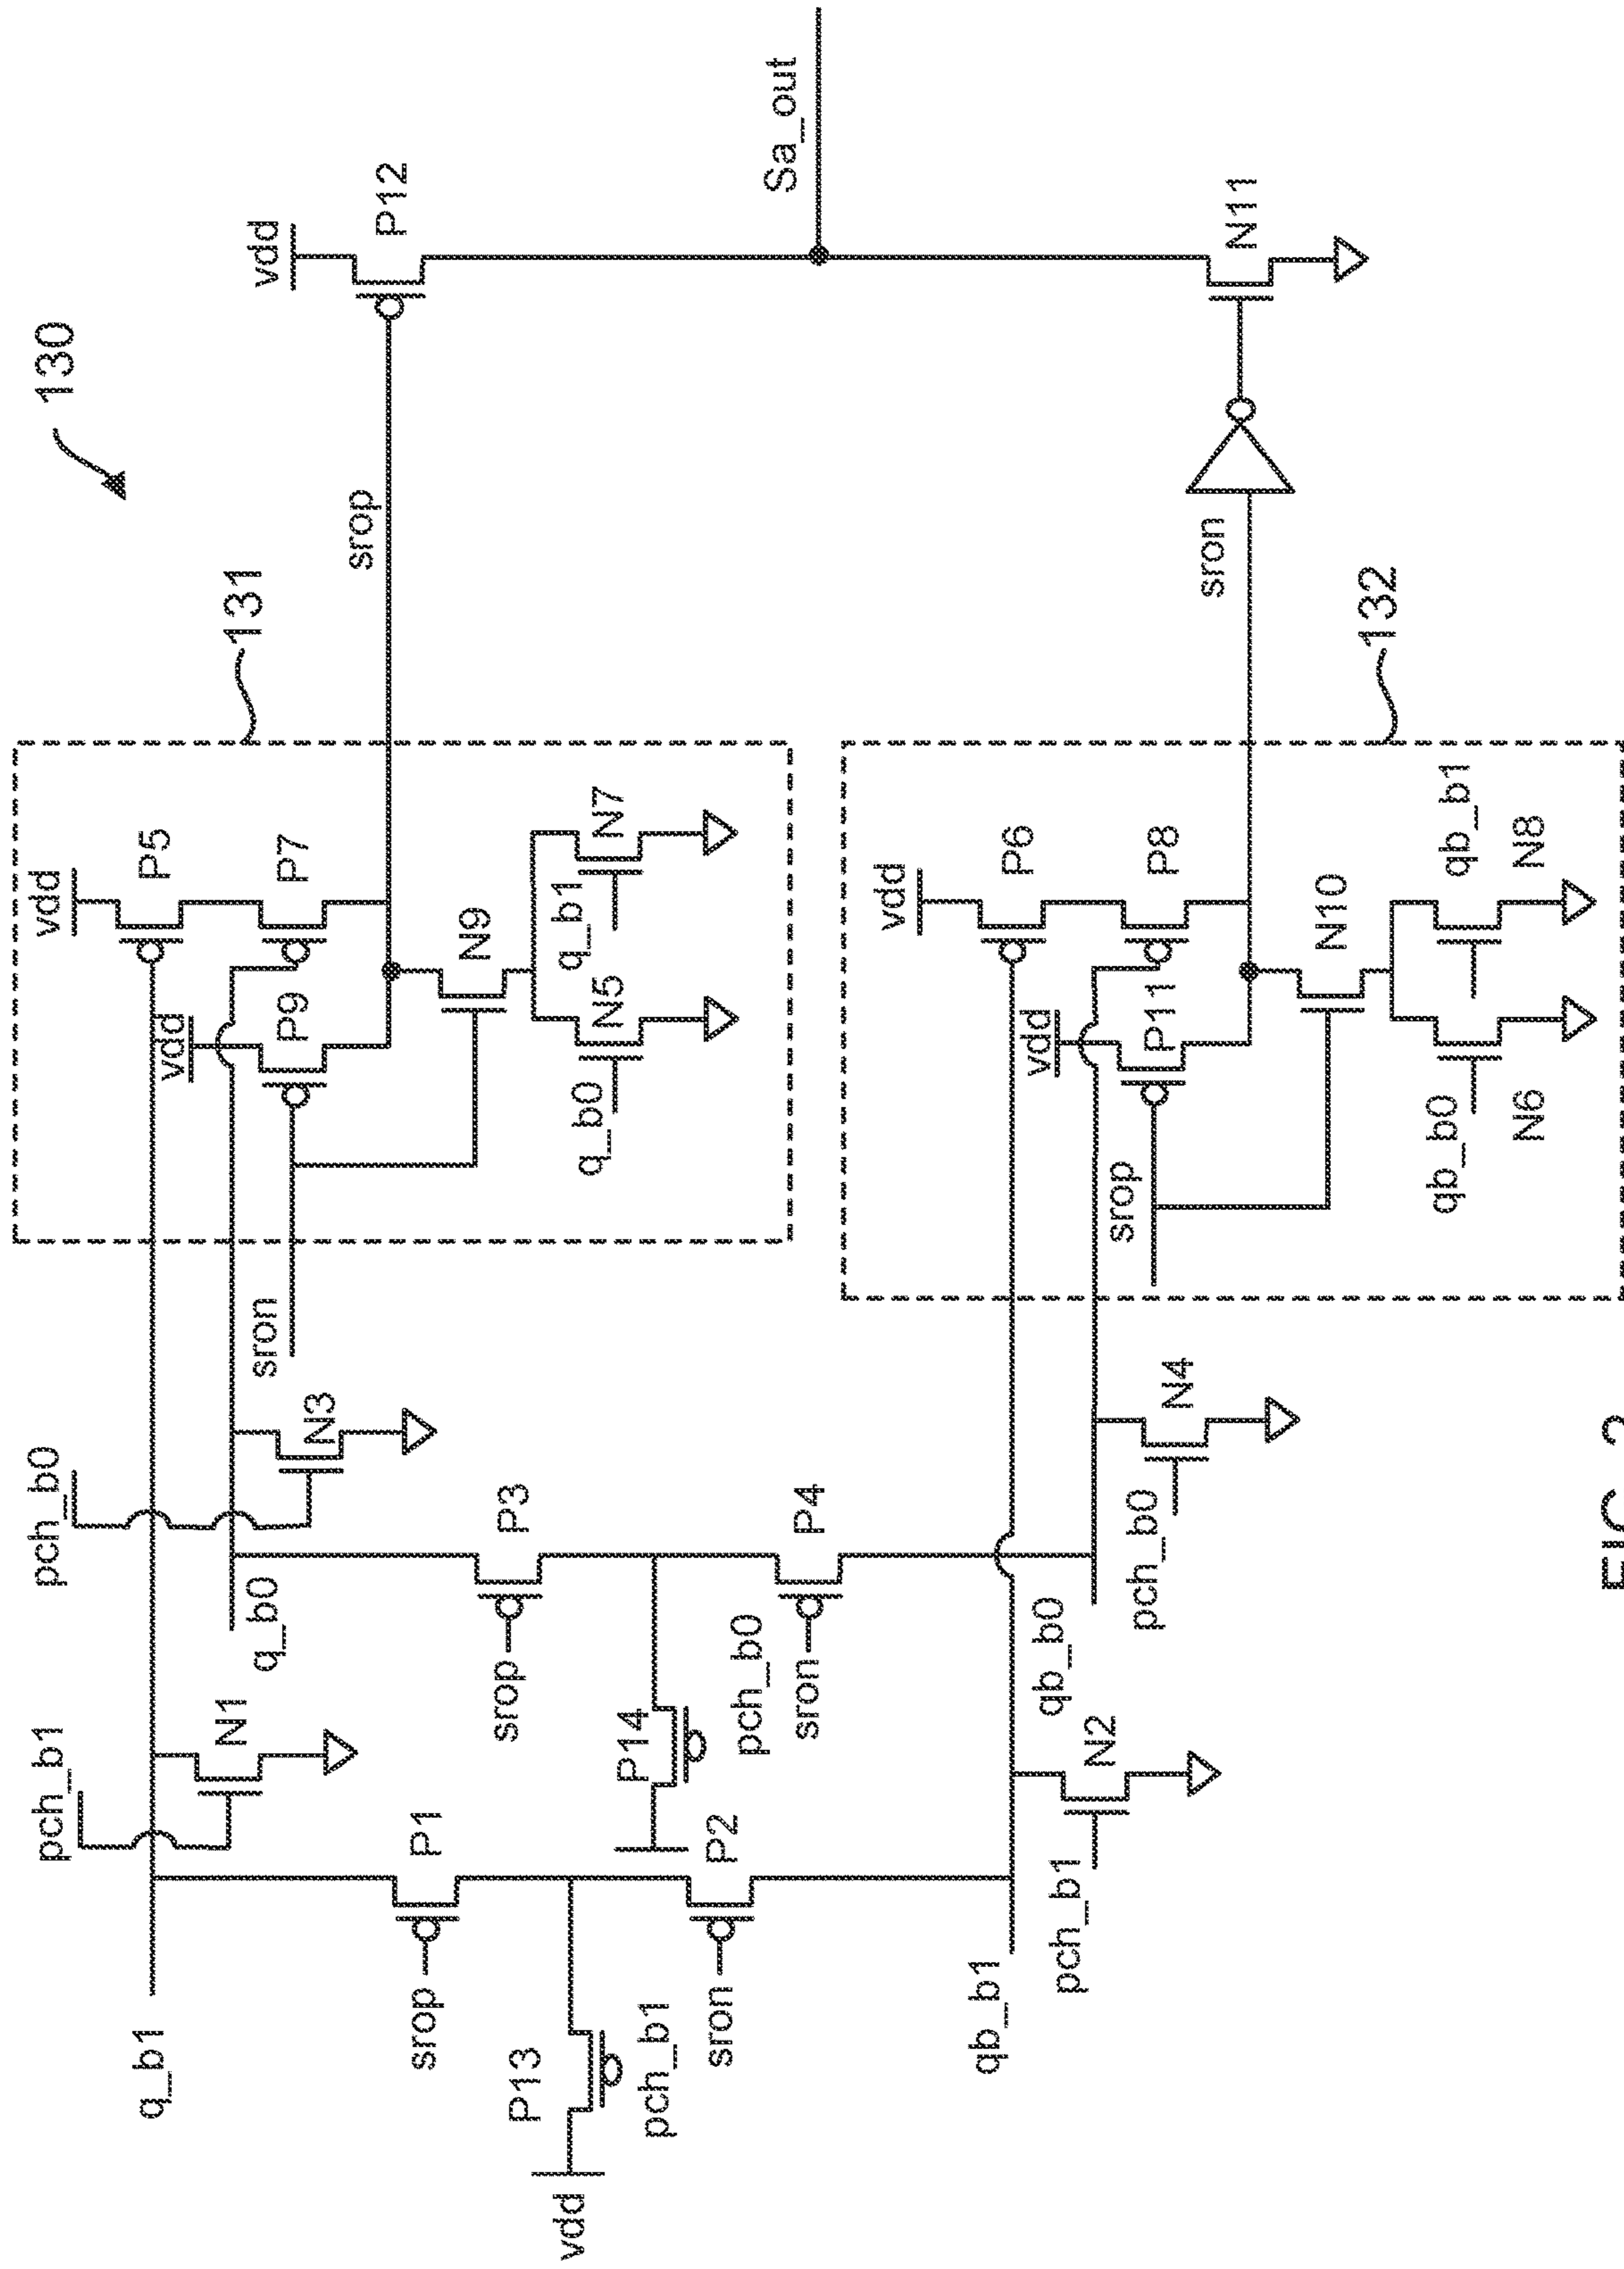 130
131
132
vdd
P12
Sa_out
N11
srop
sron
vdd
P5
P7
vdd
P9
N9
q_b1
N7
q_b0
N5
sron
vdd
P6
P8
vdd
P11
N10
qb_b1
N8
qb_b0
N6
srop
pch_b0
N3
q_b0
srop
P3
P14
pch_b0
sron
P4
qb_b0
pch_b0
N4
pch_b1
N1
q_b1
srop
P1
vdd
P13
pch_b1
sron
P2
qb_b1
pch_b1
N2